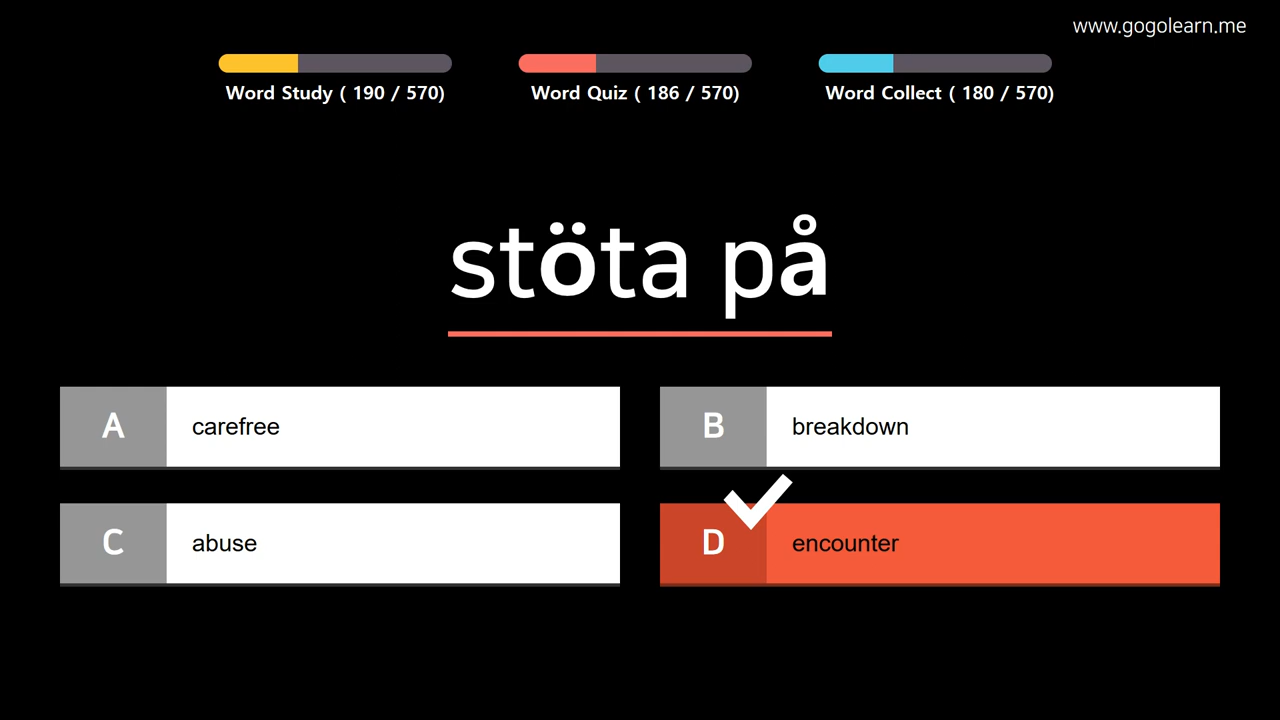 www.gogolearn.me
Word Study ( 190 / 570)
Word Quiz ( 186 / 570)
Word Collect ( 180 / 570)
stöta på
A carefree
B breakdown
C abuse
D encounter